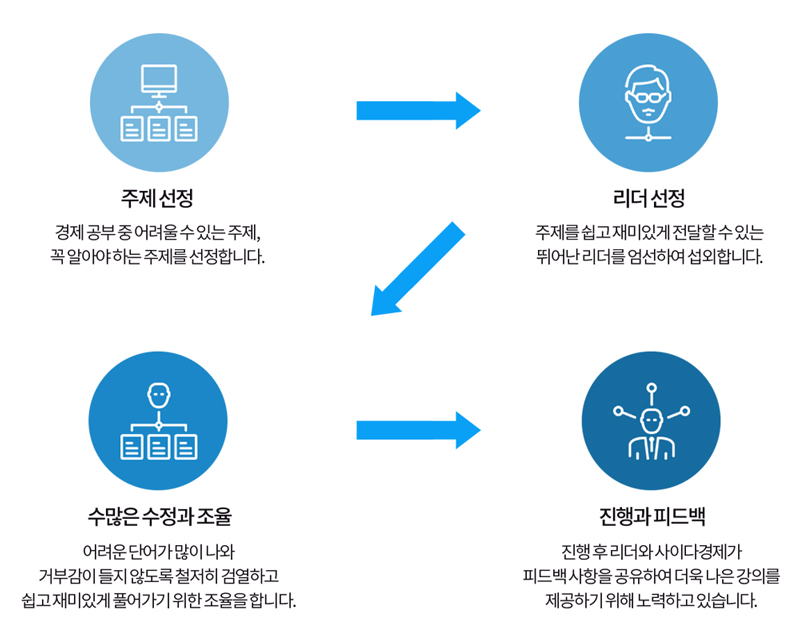 주제 선정
경제 공부 중 어려울 수 있는 주제,
꼭 알아야 하는 주제를 선정합니다.
리더 선정
주제를 쉽고 재미있게 전달할 수 있는
뛰어난 리더를 엄선하여 섭외합니다.
수많은 수정과 조율
어려운 단어가 많이 나와
거부감이 들지 않도록 철저히 검열하고
쉽고 재미있게 풀어가기 위한 조율을 합니다.
진행과 피드백
진행 후 리더와 사이다경제가
피드백 사항을 공유하여 더욱 나은 강의를
제공하기 위해 노력하고 있습니다.